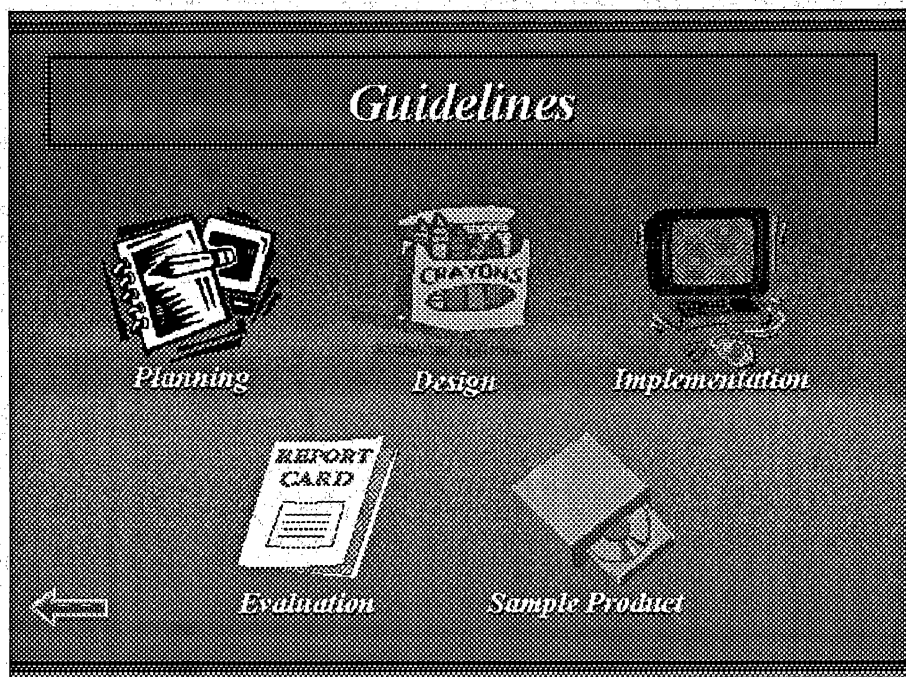 Guidelines
CRAYONS
Planning
Design
Implementation
REPORT
CARD
Evaluation
Sample Product